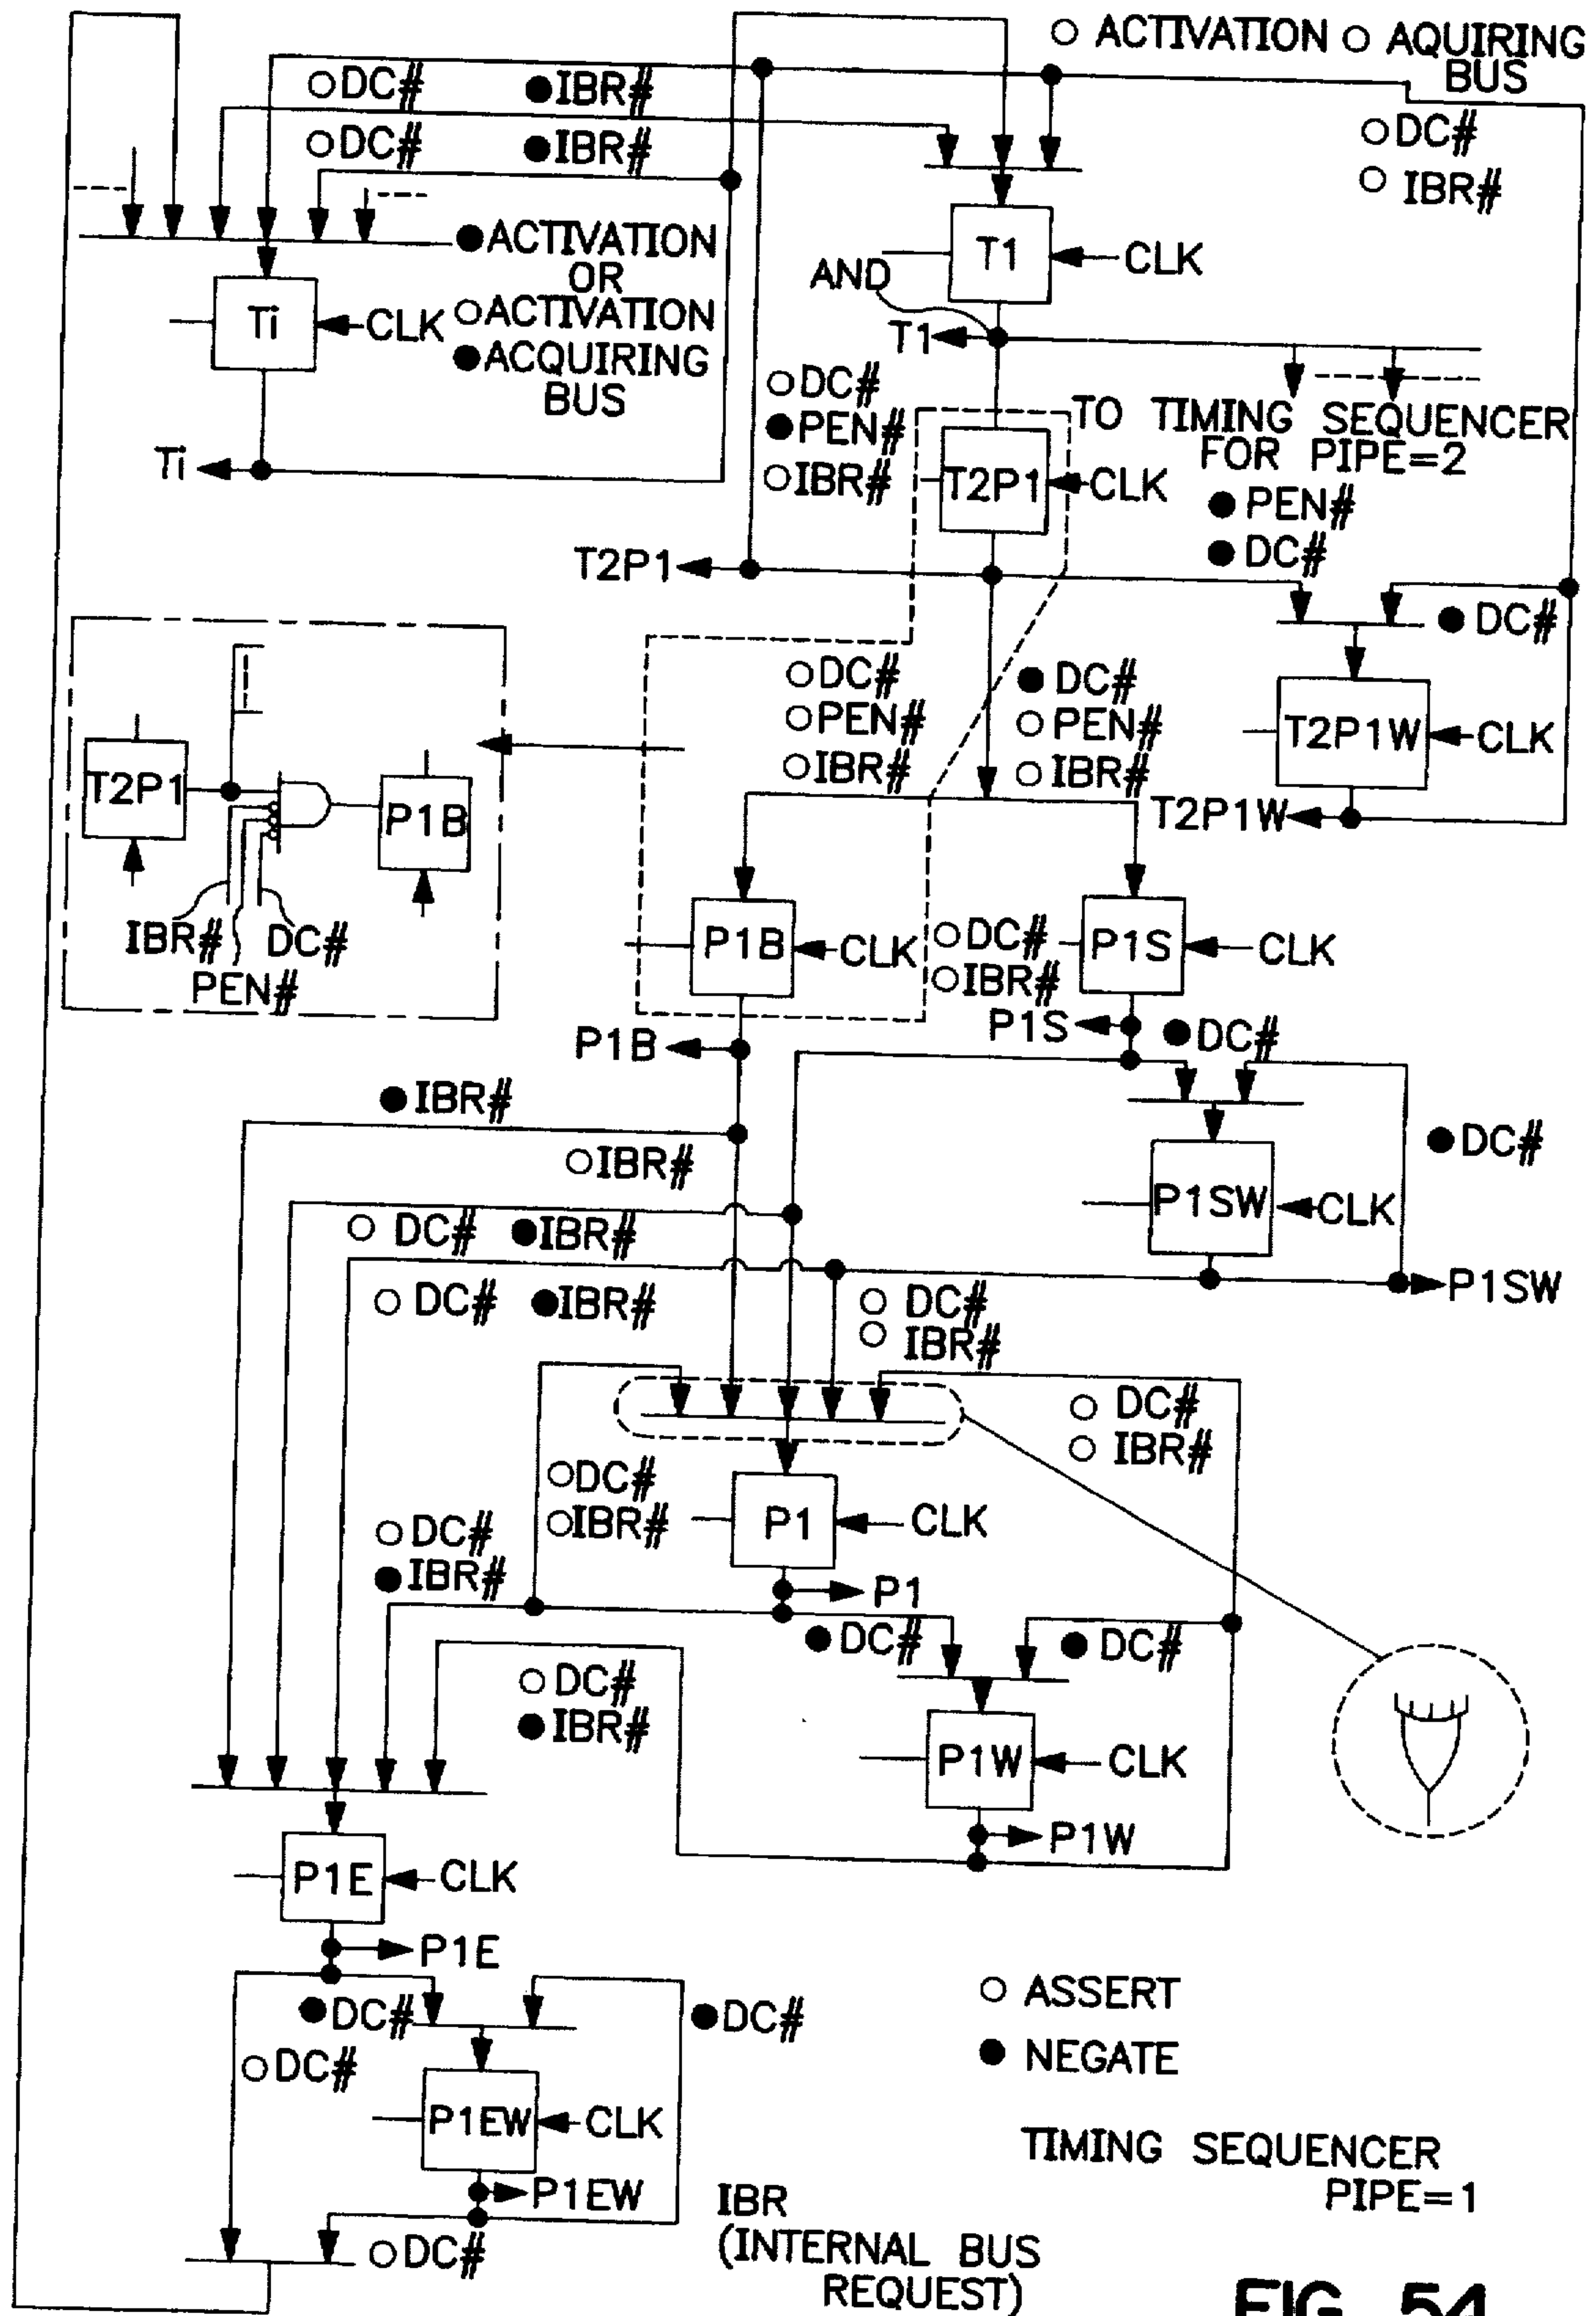 ○ ACTIVATION ○ AQUIRING
BUS
○DC# ●IBR#
○DC# ●IBR#
○DC#
○ IBR#
●ACTIVATION
OR
○ACTIVATION
●ACQUIRING
BUS
Ti
CLK
T1
CLK
AND
T1
Ti
○DC#
●PEN#
○IBR#
TO TIMING SEQUENCER
FOR PIPE=2
● PEN#
● DC#
T2P1
CLK
T2P1
● DC#
○DC#
○PEN#
○IBR#
● DC#
○ PEN#
○ IBR#
T2P1W
CLK
T2P1W
T2P1
P1B
IBR#
DC#
PEN#
P1B
CLK
○DC#
○IBR#
P1S
CLK
P1B
P1S
●DC#
●IBR#
○IBR#
●DC#
P1SW
CLK
○ DC# ●IBR#
P1SW
○ DC# ●IBR#
○ DC#
○ IBR#
○ DC#
○ IBR#
○DC#
○IBR#
P1
CLK
○ DC#
●IBR#
P1
● DC#
● DC#
○ DC#
●IBR#
P1W
CLK
P1W
P1E
CLK
P1E
●DC#
●DC#
○DC#
○ ASSERT
● NEGATE
P1EW
CLK
TIMING SEQUENCER
PIPE=1
P1EW
○DC#
IBR
(INTERNAL BUS
REQUEST)
FIG. 54